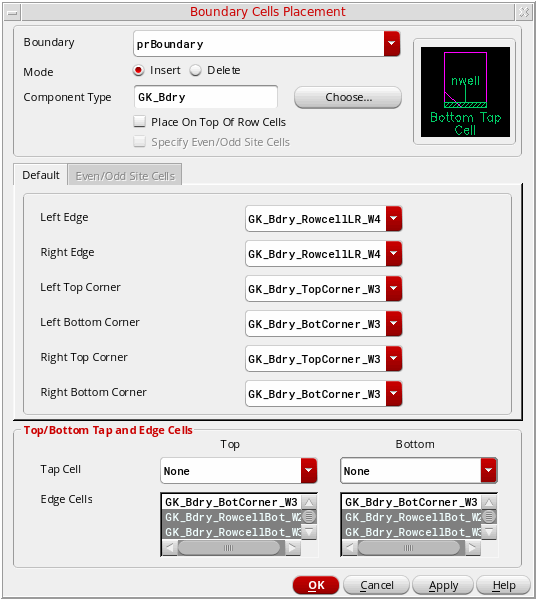 Boundary Cells Placement
Boundary
prBoundary
Mode
Insert
Delete
Component Type
GK_Bdry
Choose...
Place On Top Of Row Cells
Specify Even/Odd Site Cells
nwell
Bottom Tap
Cell
Default
Even/Odd Site Cells
Left Edge
GK_Bdry_RowcellLR_W4
Right Edge
GK_Bdry_RowcellLR_W4
Left Top Corner
GK_Bdry_TopCorner_W3
Left Bottom Corner
GK_Bdry_BotCorner_W3
Right Top Corner
GK_Bdry_TopCorner_W3
Right Bottom Corner
GK_Bdry_BotCorner_W3
Top/Bottom Tap and Edge Cells
Top
Bottom
Tap Cell
None
None
Edge Cells
GK_Bdry_BotCorner_W3
GK_Bdry_RowcellBot_W2
GK_Bdry_RowcellBot_W3
GK_Bdry_BotCorner_W3
GK_Bdry_RowcellBot_W2
GK_Bdry_RowcellBot_W3
OK
Cancel
Apply
Help